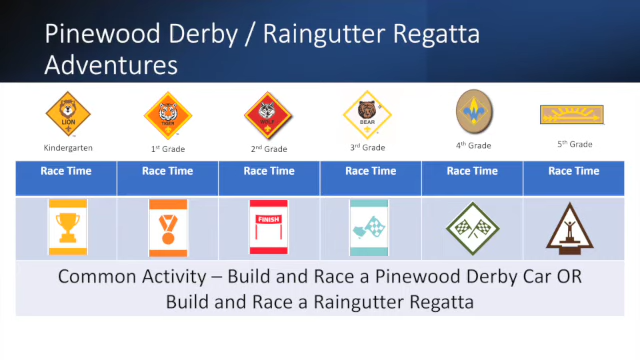 Pinewood Derby / Raingutter Regatta
Adventures
LION
TIGER
WOLF
BEAR
Kindergarten
1st Grade
2nd Grade
3rd Grade
4th Grade
5th Grade
Race Time
Race Time
Race Time
Race Time
Race Time
Race Time
FINISH
Common Activity – Build and Race a Pinewood Derby Car OR
Build and Race a Raingutter Regatta